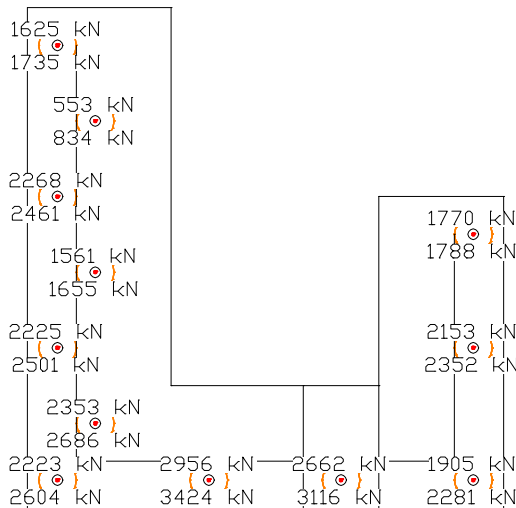 1625 kN
1735 kN
553 kN
834 kN
2268 kN
2461 kN
1770 kN
1788 kN
1561 kN
1655 kN
2225 kN
2501 kN
2153 kN
2352 kN
2353 kN
2686 kN
2223 kN
2604 kN
2956 kN
3424 kN
2662 kN
3116 kN
1905 kN
2281 kN